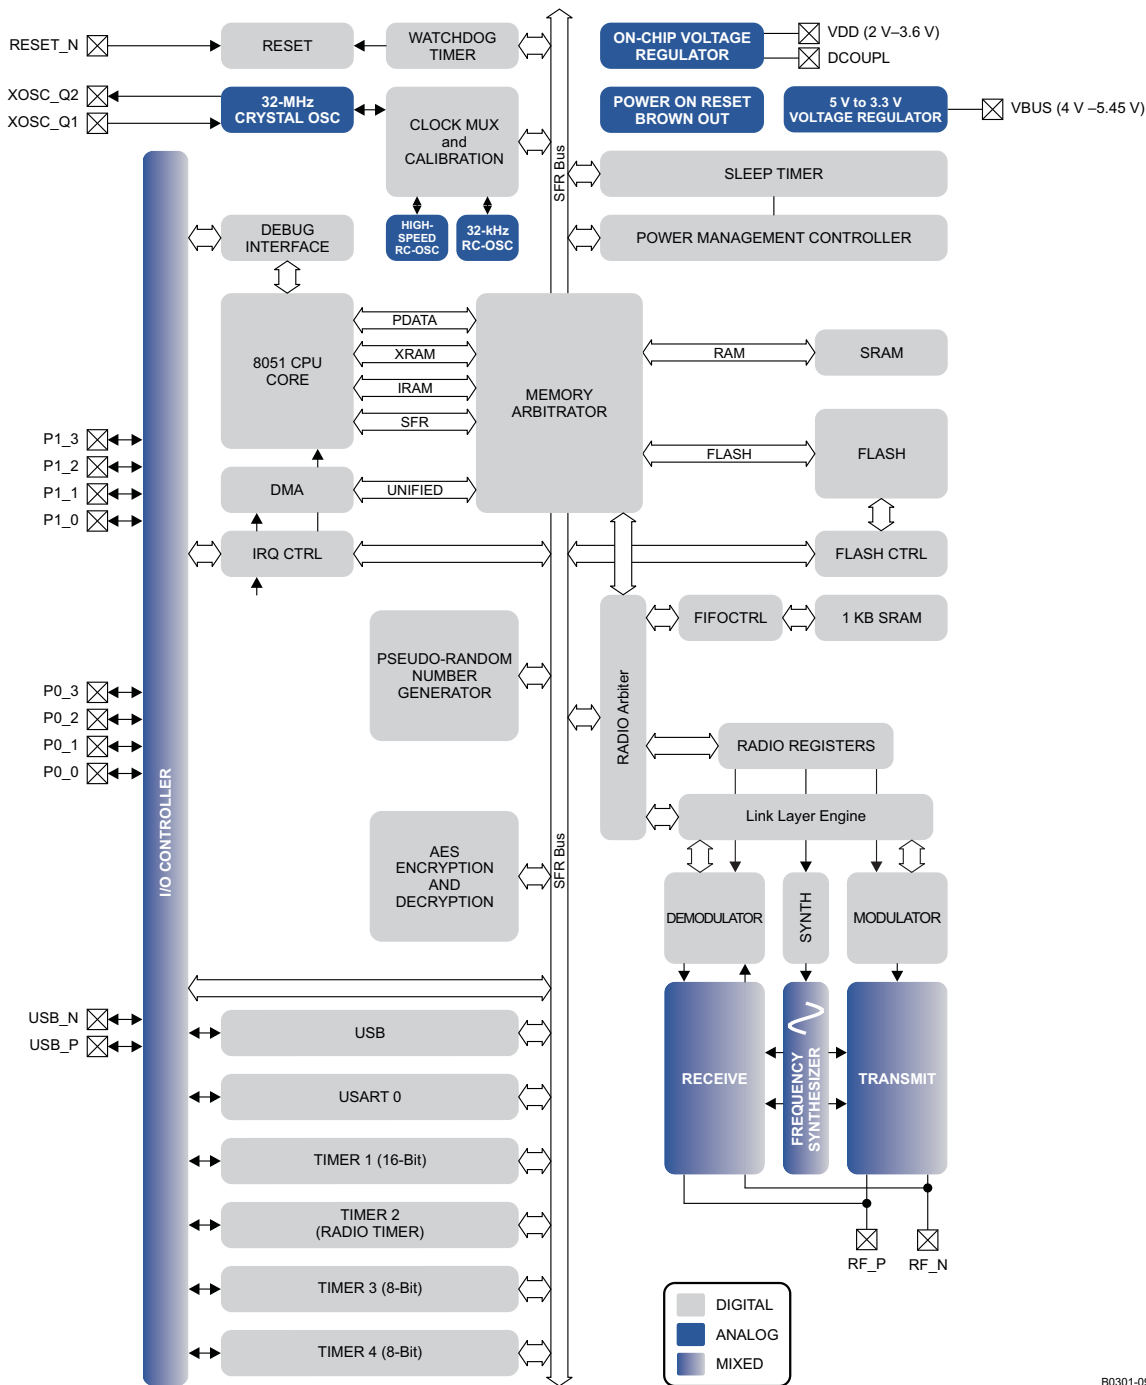 RESET_N
RESET
WATCHDOG
TIMER
ON-CHIP VOLTAGE
REGULATOR
VDD (2 V–3.6 V)
DCOUPL
XOSC_Q2
XOSC_Q1
32-MHz
CRYSTAL OSC
CLOCK MUX
and
CALIBRATION
POWER ON RESET
BROWN OUT
5 V to 3.3 V
VOLTAGE REGULATOR
VBUS (4 V –5.45 V)
SFR Bus
SLEEP TIMER
HIGH-
SPEED
RC-OSC
32-kHz
RC-OSC
DEBUG
INTERFACE
POWER MANAGEMENT CONTROLLER
8051 CPU
CORE
PDATA
XRAM
IRAM
SFR
MEMORY
ARBITRATOR
RAM
SRAM
P1_3
P1_2
P1_1
P1_0
FLASH
FLASH
DMA
UNIFIED
IRQ CTRL
FLASH CTRL
FIFOCTRL
1 KB SRAM
PSEUDO-RANDOM
NUMBER
GENERATOR
RADIO Arbiter
P0_3
P0_2
P0_1
P0_0
RADIO REGISTERS
I/O CONTROLLER
Link Layer Engine
AES
ENCRYPTION
AND
DECRYPTION
SFR Bus
DEMODULATOR
SYNTH
MODULATOR
USB_N
USB_P
USB
USART 0
TIMER 1 (16-Bit)
TIMER 2
(RADIO TIMER)
TIMER 3 (8-Bit)
TIMER 4 (8-Bit)
RECEIVE
FREQUENCY
SYNTHESIZER
TRANSMIT
RF_P
RF_N
DIGITAL
ANALOG
MIXED